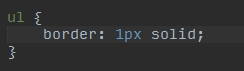 ul {
    border: 1px solid;
}